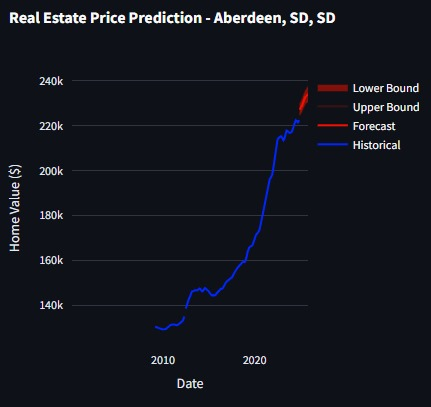 Real Estate Price Prediction - Aberdeen, SD, SD
240k
220k
200k
180k
160k
140k
Home Value ($)
2010
2020
Date
Lower Bound
Upper Bound
Forecast
Historical